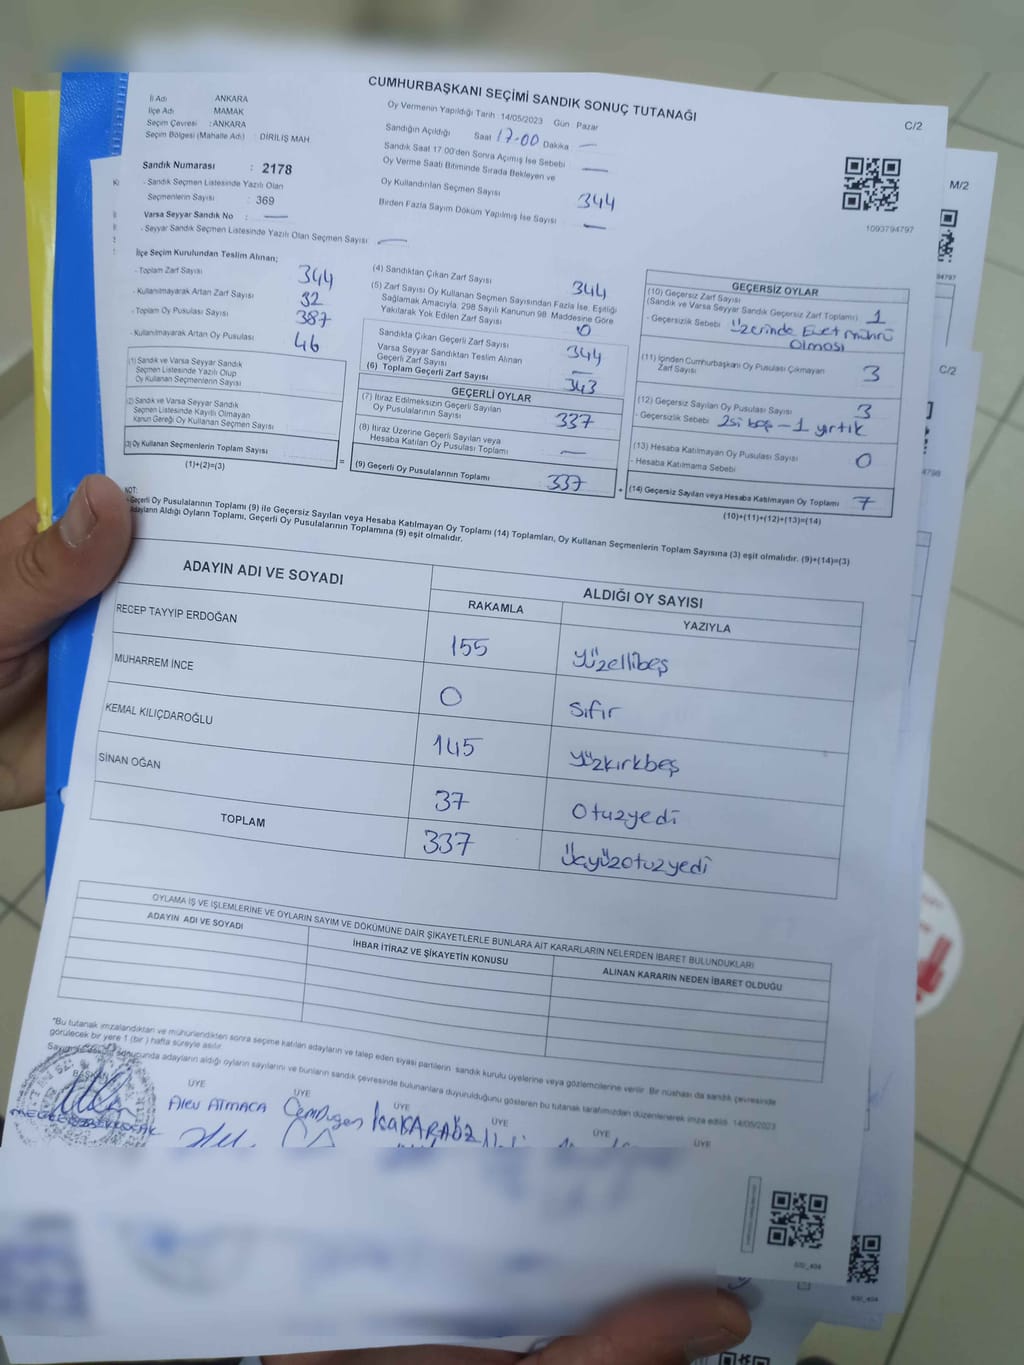 CUMHURBAŞKANI SEÇİMİ SANDIK SONUÇ TUTANAĞI
C/2
İl Adı ANKARA
İlçe Adı MAMAK
Seçim Çevresi : ANKARA
Seçim Bölgesi (Mahalle Adı) : DİRİLİŞ MAH
Sandık Numarası : 2178
- Sandık Seçmen Listesinde Yazılı Olan
Seçmenlerin Sayısı : 369
Varsa Seyyar Sandık No : —
- Seyyar Sandık Seçmen Listesinde Yazılı Olan Seçmen Sayısı —
Oy Vermenin Yapıldığı Tarih 14/05/2023 Gün Pazar
Sandığın Açıldığı Saat 17-00 Dakika —
Sandık Saat 17.00'den Sonra Açılmış İse Sebebi —
Oy Verme Saati Bitiminde Sırada Bekleyen ve
Oy Kullandırılan Seçmen Sayısı 344
Birden Fazla Sayım Döküm Yapılmış İse Sayısı —
1093794797
M/2
İlçe Seçim Kurulundan Teslim Alınan;
- Toplam Zarf Sayısı 344
- Kullanılmayarak Artan Zarf Sayısı 32
- Toplam Oy Pusulası Sayısı 387
- Kullanılmayarak Artan Oy Pusulası 46
(1) Sandık ve Varsa Seyyar Sandık
Seçmen Listesinde Yazılı Olup
Oy Kullanan Seçmenlerin Sayısı
(2) Sandık ve Varsa Seyyar Sandık
Seçmen Listesinde Kayıtlı Olmayan
Kanun Gereği Oy Kullanan Seçmen Sayısı
(3) Oy Kullanan Seçmenlerin Toplam Sayısı
(1)+(2)=(3)
=
(4) Sandıktan Çıkan Zarf Sayısı 344
(5) Zarf Sayısı Oy Kullanan Seçmen Sayısından Fazla İse, Eşitliği
Sağlamak Amacıyla, 298 Sayılı Kanunun 98. Maddesine Göre
Yakılarak Yok Edilen Zarf Sayısı 0
Sandıkta Çıkan Geçerli Zarf Sayısı 344
Varsa Seyyar Sandıktan Teslim Alınan
Geçerli Zarf Sayısı —
(6) Toplam Geçerli Zarf Sayısı 343
GEÇERLİ OYLAR
(7) İtiraz Edilmeksizin Geçerli Sayılan
Oy Pusulalarının Sayısı 337
(8) İtiraz Üzerine Geçerli Sayılan veya
Hesaba Katılan Oy Pusulası Toplamı —
(9) Geçerli Oy Pusulalarının Toplamı 337
+
GEÇERSİZ OYLAR
(10) Geçersiz Zarf Sayısı
(Sandık ve Varsa Seyyar Sandık Geçersiz Zarf Toplamı) 1
- Geçersizlik Sebebi Üzerinde Evet mührü
olması
(11) İçinden Cumhurbaşkanı Oy Pusulası Çıkmayan
Zarf Sayısı 3
(12) Geçersiz Sayılan Oy Pusulası Sayısı 3
- Geçersizlik Sebebi 2si boş - 1 yırtık
(13) Hesaba Katılmayan Oy Pusulası Sayısı 0
- Hesaba Katılmama Sebebi
(14) Geçersiz Sayılan veya Hesaba Katılmayan Oy Toplamı 7
(10)+(11)+(12)+(13)=(14)
C/2
NOT:
- Geçerli Oy Pusulalarının Toplamı (9) ile Geçersiz Sayılan veya Hesaba Katılmayan Oy Toplamı (14) Toplamları, Oy Kullanan Seçmenlerin Toplam Sayısına (3) eşit olmalıdır. (9)+(14)=(3)
Adayların Aldığı Oyların Toplamı, Geçerli Oy Pusulalarının Toplamına (9) eşit olmalıdır.
ADAYIN ADI VE SOYADI
ALDIĞI OY SAYISI
RAKAMLA YAZIYLA
RECEP TAYYİP ERDOĞAN 155 yüzellibeş
MUHARREM İNCE 0 sıfır
KEMAL KILIÇDAROĞLU 145 yüzkırkbeş
SİNAN OĞAN 37 otuzyedi
TOPLAM 337 üçyüzotuzyedi
OYLAMA İŞ VE İŞLEMLERİNE VE OYLARIN SAYIM VE DÖKÜMÜNE DAİR ŞİKAYETLERLE BUNLARA AİT KARARLARIN NELERDEN İBARET BULUNDUKLARI
ADAYIN ADI VE SOYADI
İHBAR İTİRAZ VE ŞİKAYETİN KONUSU
ALINAN KARARIN NEDEN İBARET OLDUĞU
*Bu tutanak imzalandıktan ve mühürlendikten sonra seçime katılan adayların ve talep eden siyasi partilerin sandık kurulu üyelerine veya gözlemcilerine verilir. Bir nüshası da sandık çevresinde
görülecek bir yere 1 (bir ) hafta süreyle asılır.
sonucunda adayların aldığı oyların sayılarını ve bunların sandık çevresinde bulunanlara duyurulduğunu gösteren bu tutanak tarafımızdan düzenlenerek imza edildi. 14/05/2023
BAŞKAN ÜYE ÜYE ÜYE ÜYE ÜYE ÜYE
Alev ATMACA